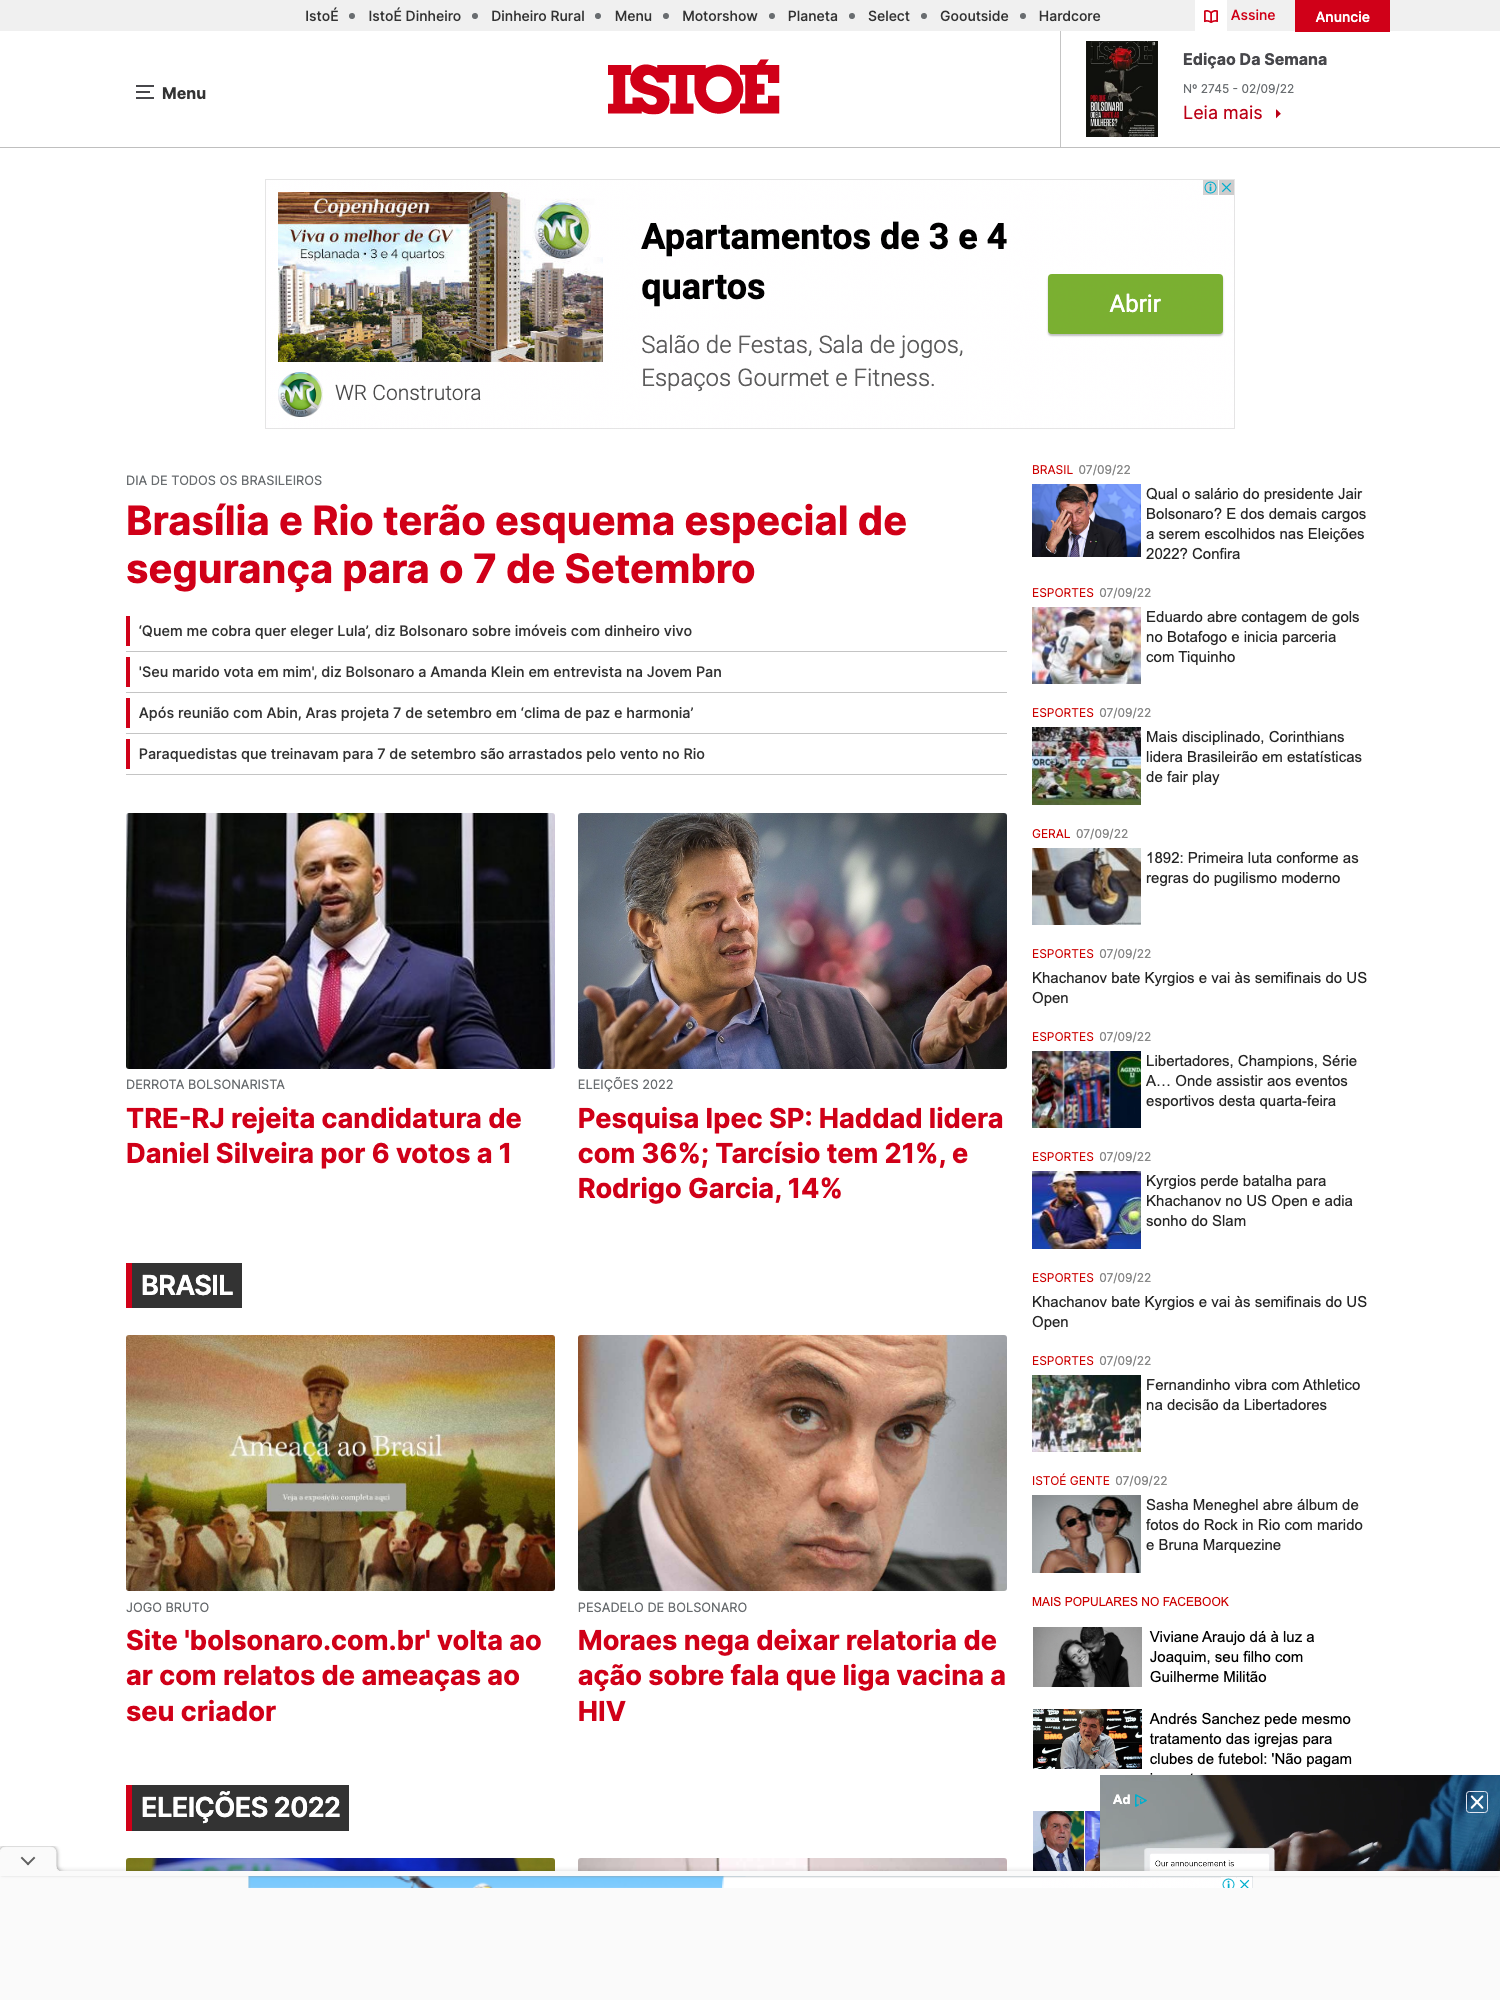 IstoÉ • IstoÉ Dinheiro • Dinheiro Rural • Menu • Motorshow • Planeta • Select • Gooutside • Hardcore
Assine
Anuncie
Menu
ISTOÉ
ISTOÉ
BOLSONARO
MULHERES?
Ediçao Da Semana
Nº 2745 - 02/09/22
Leia mais
Copenhagen
Viva o melhor de GV
Esplanada • 3 e 4 quartos
WR
WR
WR Construtora
Apartamentos de 3 e 4
quartos
Salão de Festas, Sala de jogos,
Espaços Gourmet e Fitness.
Abrir
DIA DE TODOS OS BRASILEIROS
Brasília e Rio terão esquema especial de
segurança para o 7 de Setembro
‘Quem me cobra quer eleger Lula’, diz Bolsonaro sobre imóveis com dinheiro vivo
'Seu marido vota em mim', diz Bolsonaro a Amanda Klein em entrevista na Jovem Pan
Após reunião com Abin, Aras projeta 7 de setembro em ‘clima de paz e harmonia’
Paraquedistas que treinavam para 7 de setembro são arrastados pelo vento no Rio
DERROTA BOLSONARISTA
TRE-RJ rejeita candidatura de
Daniel Silveira por 6 votos a 1
ELEIÇÕES 2022
Pesquisa Ipec SP: Haddad lidera
com 36%; Tarcísio tem 21%, e
Rodrigo Garcia, 14%
BRASIL
Ameaça ao Brasil
Veja a exposição completa aqui
JOGO BRUTO
Site 'bolsonaro.com.br' volta ao
ar com relatos de ameaças ao
seu criador
PESADELO DE BOLSONARO
Moraes nega deixar relatoria de
ação sobre fala que liga vacina a
HIV
ELEIÇÕES 2022
BRASIL 07/09/22
Qual o salário do presidente Jair
Bolsonaro? E dos demais cargos
a serem escolhidos nas Eleições
2022? Confira
ESPORTES 07/09/22
Eduardo abre contagem de gols
no Botafogo e inicia parceria
com Tiquinho
ESPORTES 07/09/22
Mais disciplinado, Corinthians
lidera Brasileirão em estatísticas
de fair play
GERAL 07/09/22
1892: Primeira luta conforme as
regras do pugilismo moderno
ESPORTES 07/09/22
Khachanov bate Kyrgios e vai às semifinais do US
Open
ESPORTES 07/09/22
Libertadores, Champions, Série
A... Onde assistir aos eventos
esportivos desta quarta-feira
ESPORTES 07/09/22
Kyrgios perde batalha para
Khachanov no US Open e adia
sonho do Slam
ESPORTES 07/09/22
Khachanov bate Kyrgios e vai às semifinais do US
Open
ESPORTES 07/09/22
Fernandinho vibra com Athletico
na decisão da Libertadores
ISTOÉ GENTE 07/09/22
Sasha Meneghel abre álbum de
fotos do Rock in Rio com marido
e Bruna Marquezine
MAIS POPULARES NO FACEBOOK
Viviane Araujo dá à luz a
Joaquim, seu filho com
Guilherme Militão
Andrés Sanchez pede mesmo
tratamento das igrejas para
clubes de futebol: 'Não pagam
Ad
Our announcement is